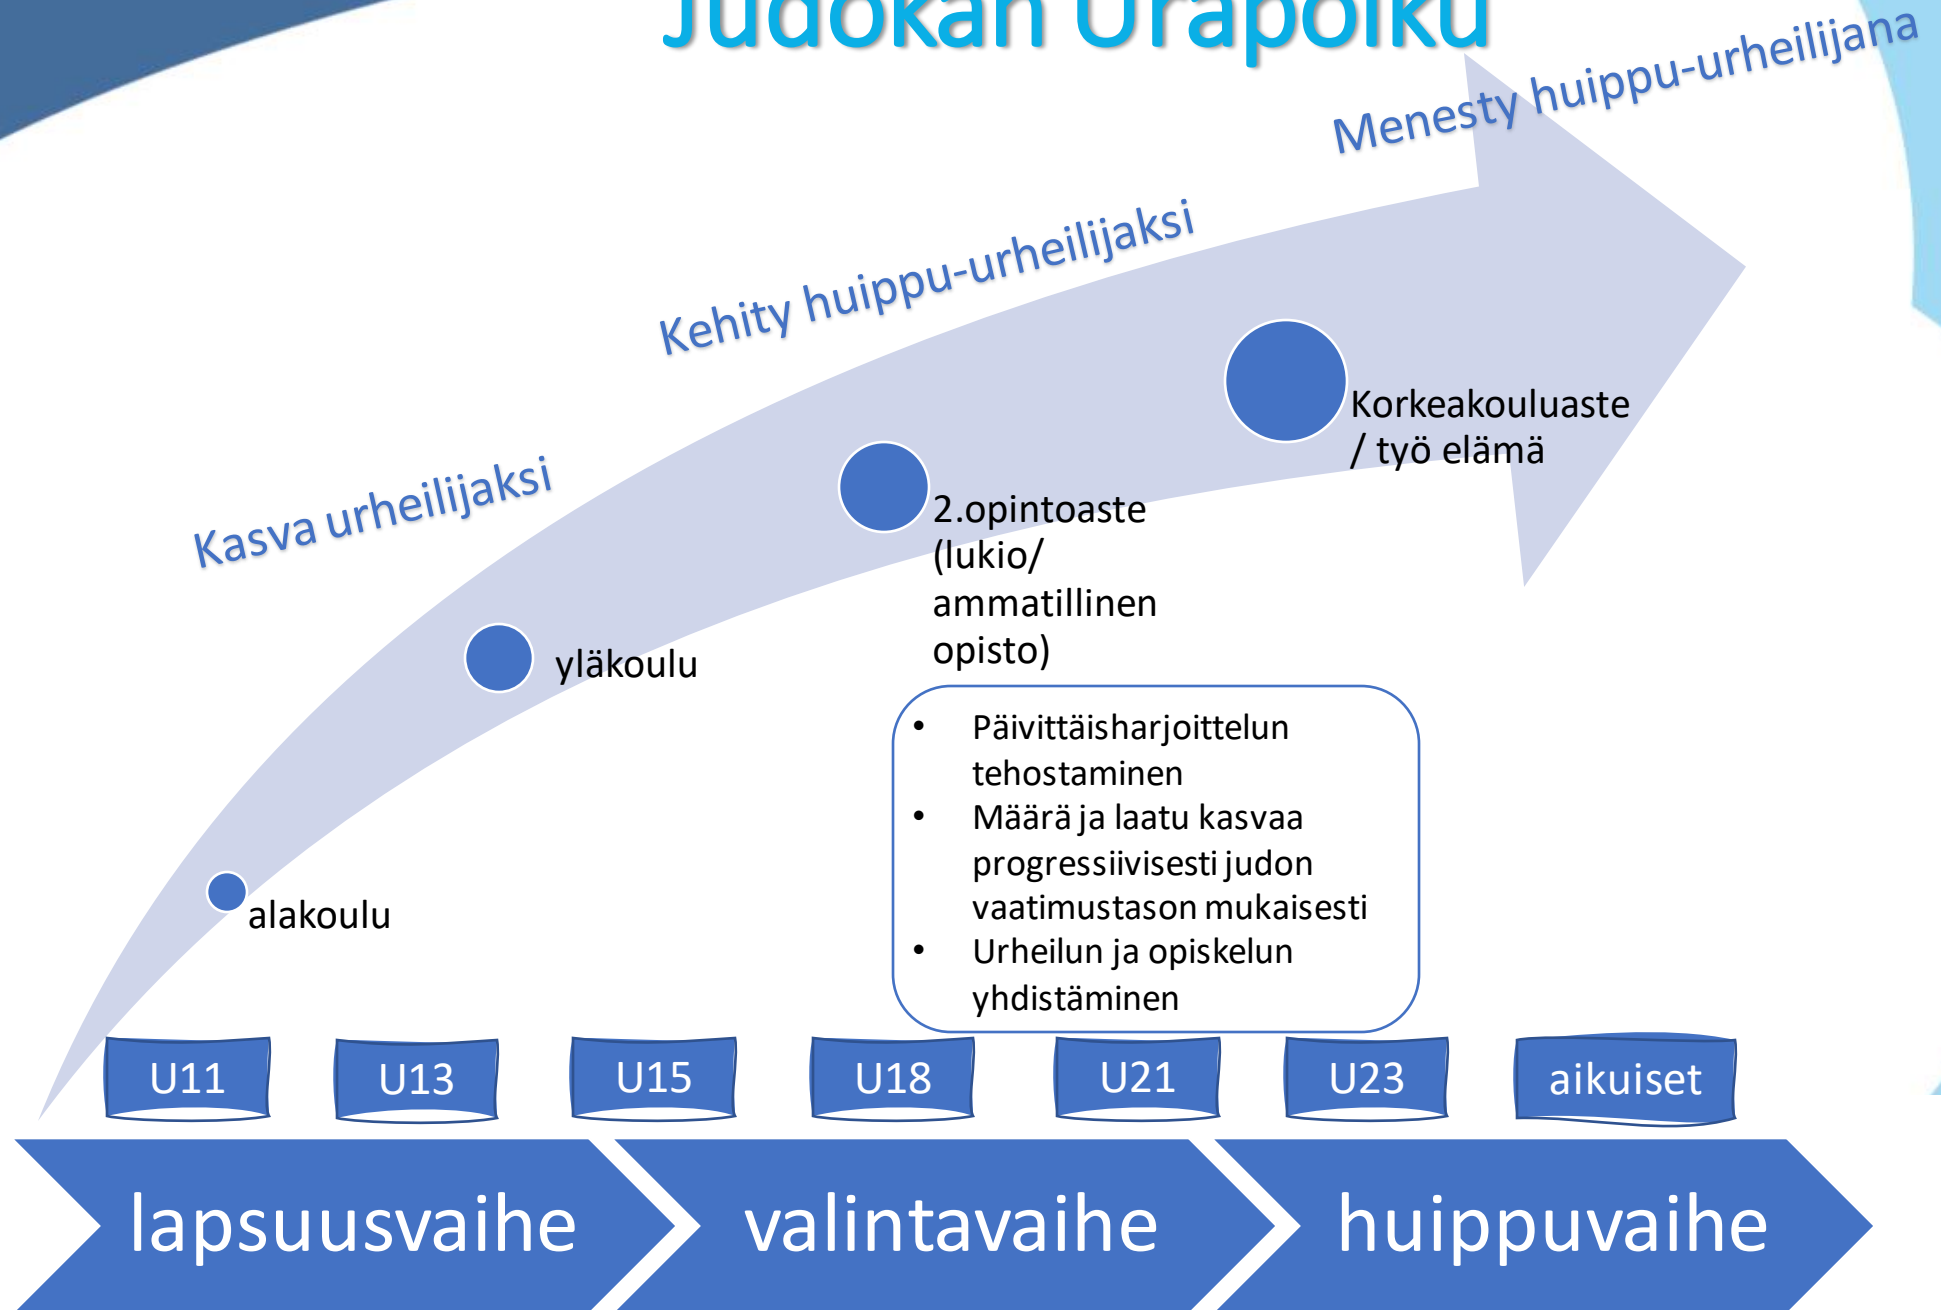 Judokan Urapolku
Menesty huippu-urheilijana
Kehity huippu-urheilijaksi
Kasva urheilijaksi
Korkeakouluaste
/ työ elämä
2.opintoaste
(lukio/
ammatillinen
opisto)
yläkoulu
alakoulu
• Päivittäisharjoittelun
tehostaminen
• Määrä ja laatu kasvaa
progressiivisesti judon
vaatimustason mukaisesti
• Urheilun ja opiskelun
yhdistäminen
U11 U13 U15 U18 U21 U23 aikuiset
lapsuusvaihe valintavaihe huippuvaihe